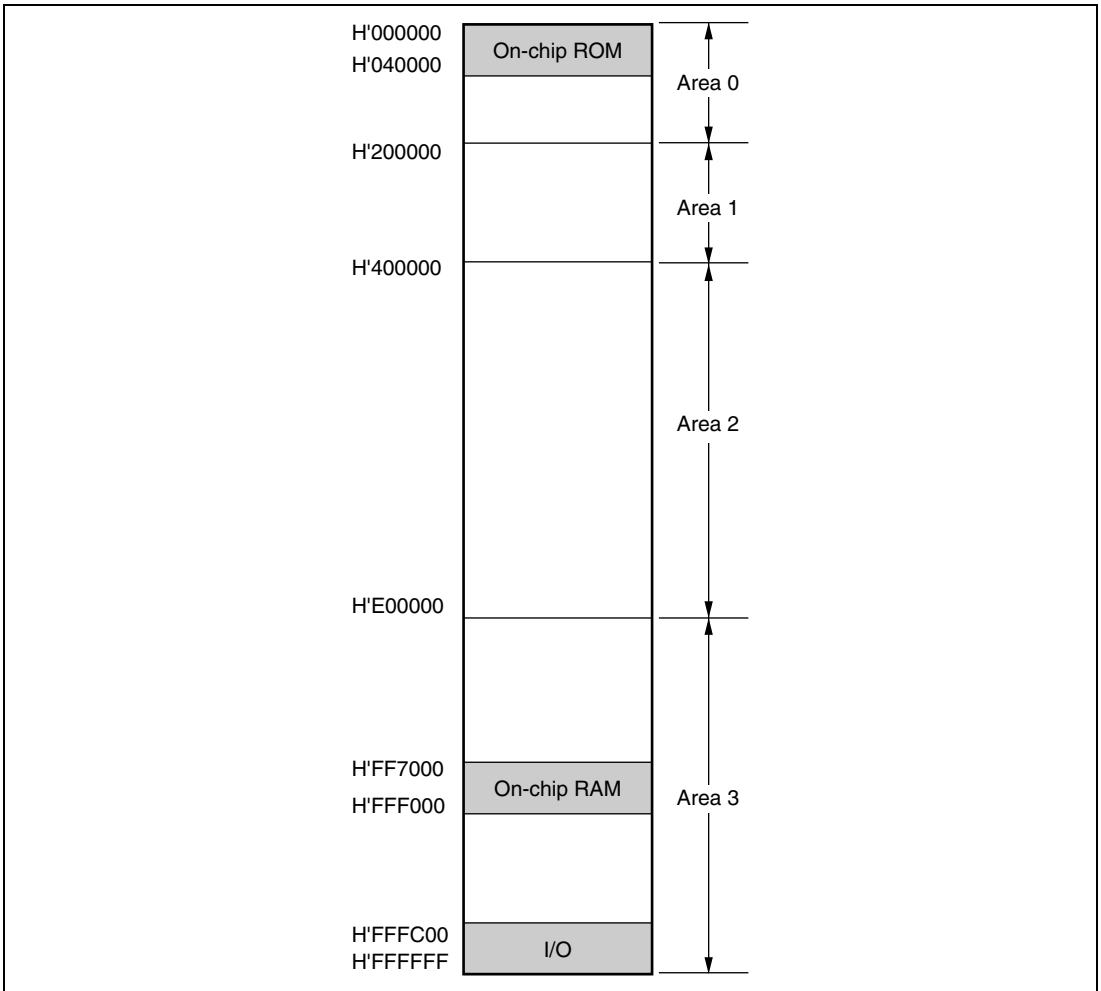 H'000000
On-chip ROM
H'040000
Area 0
H'200000
Area 1
H'400000
Area 2
H'E00000
H'FF7000
On-chip RAM
Area 3
H'FFF000
H'FFFC00
I/O
H'FFFFFF